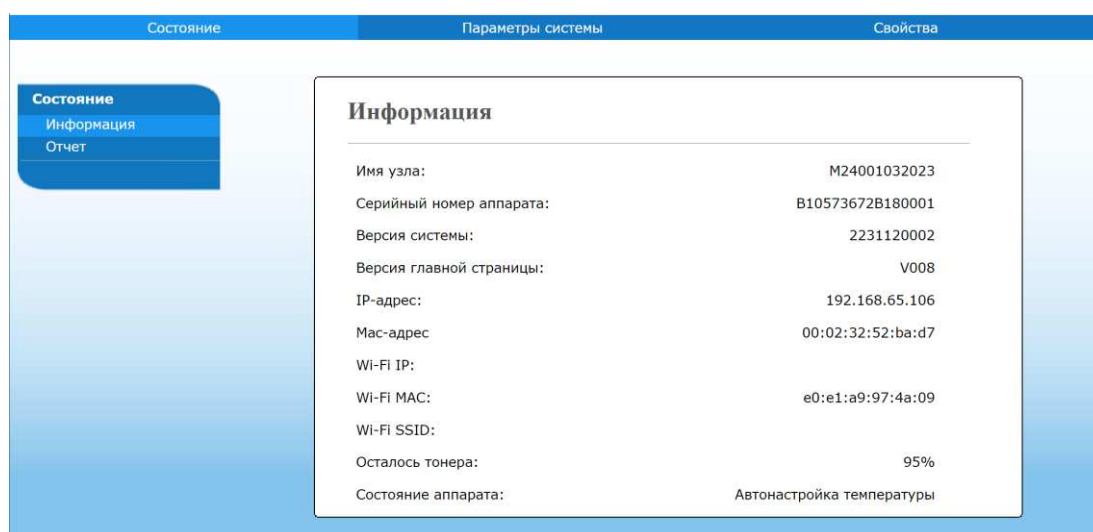 Состояние Параметры системы Свойства
Состояние
Информация
Отчет
Информация
Имя узла: M24001032023
Серийный номер аппарата: B10573672B180001
Версия системы: 2231120002
Версия главной страницы: V008
IP-адрес: 192.168.65.106
Mac-адрес 00:02:32:52:ba:d7
Wi-Fi IP:
Wi-Fi MAC: e0:e1:a9:97:4a:09
Wi-Fi SSID:
Осталось тонера: 95%
Состояние аппарата: Автонастройка температуры